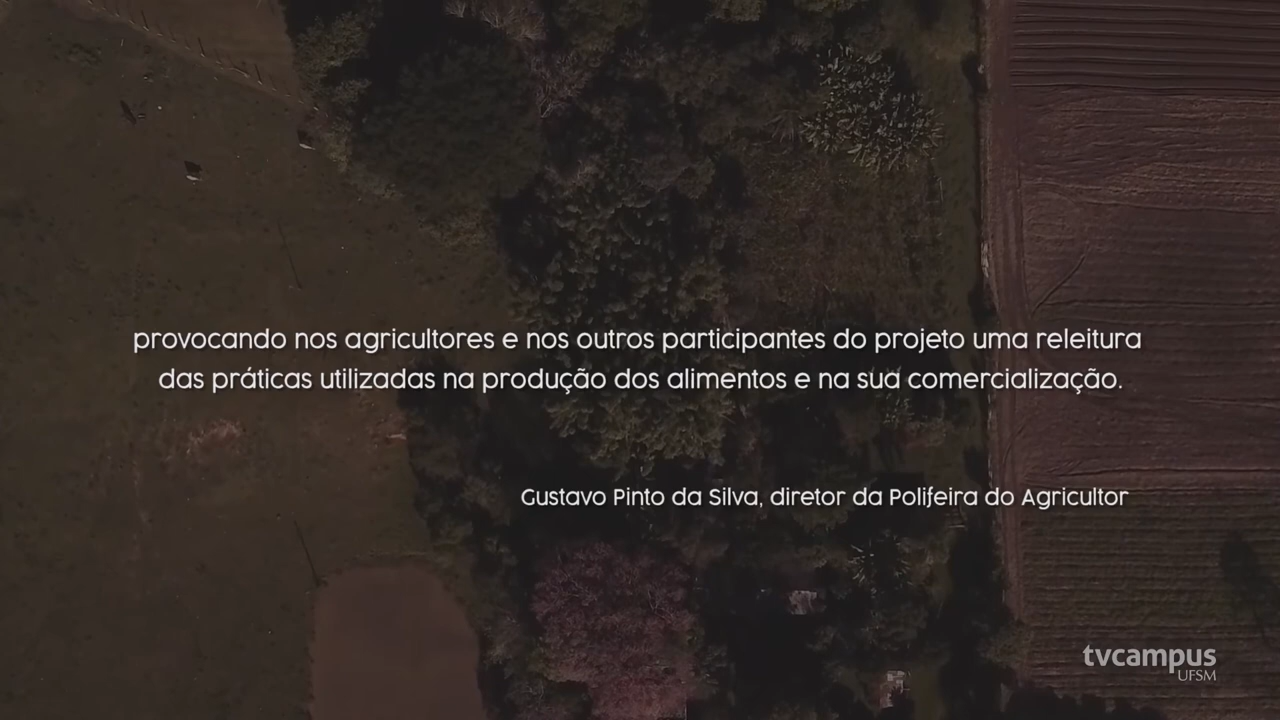 provocando nos agricultores e nos outros participantes do projeto uma releitura
das práticas utilizadas na produção dos alimentos e na sua comercialização.
Gustavo Pinto da Silva, diretor da Polifeira do Agricultor
tvcampus
UFSM